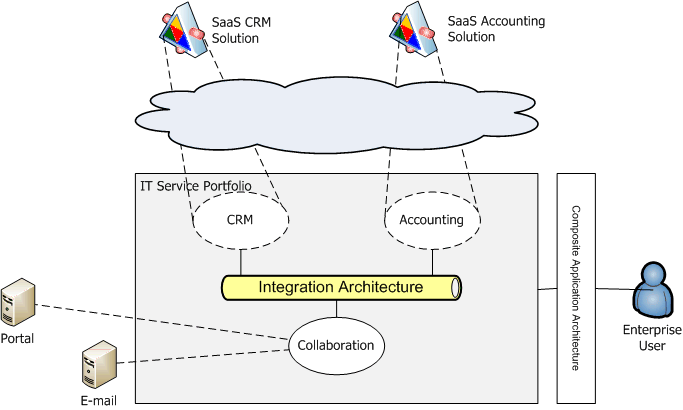 SaaS CRM
Solution
SaaS Accounting
Solution
IT Service Portfolio
CRM
Accounting
Integration Architecture
Collaboration
Portal
E-mail
Composite Application Architecture
Enterprise
User